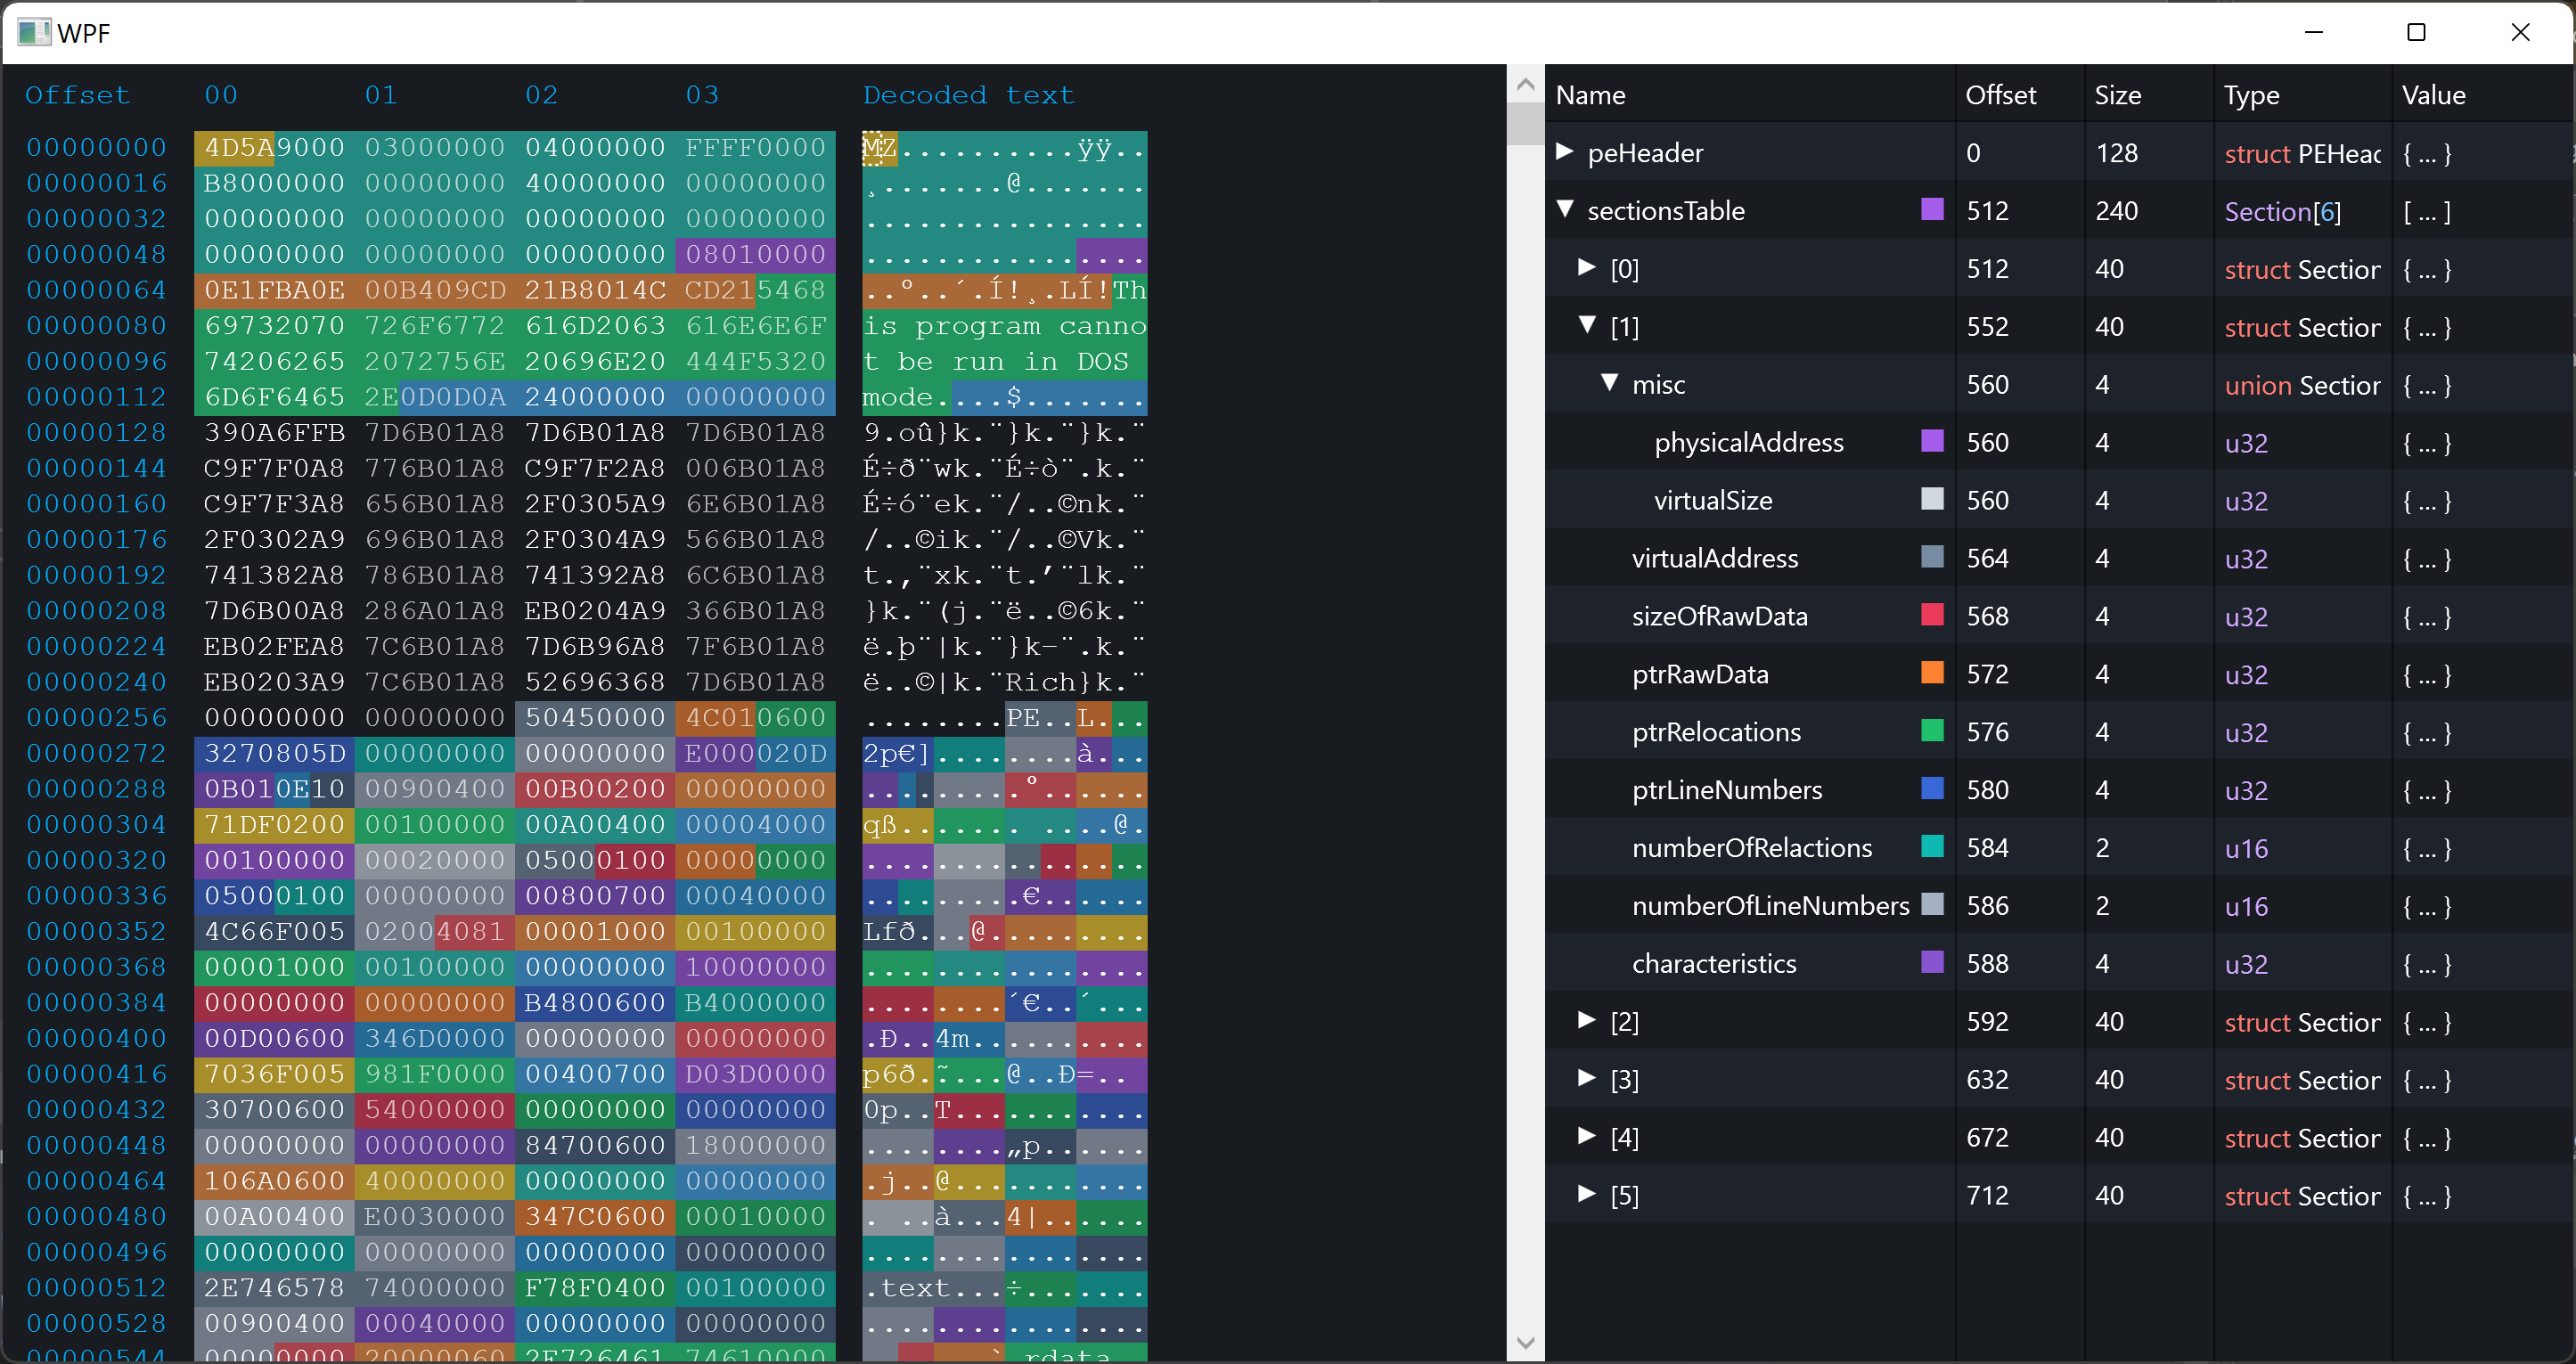 WPF
Offset 00 01 02 03 Decoded text
00000000 4D5A9000 03000000 04000000 FFFF0000 MZ..........ÿÿ..
00000016 B8000000 00000000 40000000 00000000 ¸.......@.......
00000032 00000000 00000000 00000000 00000000 ................
00000048 00000000 00000000 00000000 08010000 ................
00000064 0E1FBA0E 00B409CD 21B8014C CD215468 ..º..´.Í!¸.LÍ!Th
00000080 69732070 726F6772 616D2063 616E6E6F is program canno
00000096 74206265 2072756E 20696E20 444F5320 t be run in DOS
00000112 6D6F6465 2E0D0D0A 24000000 00000000 mode....$.......
00000128 390A6FFB 7D6B01A8 7D6B01A8 7D6B01A8 9.oû}k.¨}k.¨}k.¨
00000144 C9F7F0A8 776B01A8 C9F7F2A8 006B01A8 É÷ð¨wk.¨É÷ò¨.k.¨
00000160 C9F7F3A8 656B01A8 2F0305A9 6E6B01A8 É÷ó¨ek.¨/..©nk.¨
00000176 2F0302A9 696B01A8 2F0304A9 566B01A8 /..©ik.¨/..©Vk.¨
00000192 741382A8 786B01A8 741392A8 6C6B01A8 t.‚¨xk.¨t.’¨lk.¨
00000208 7D6B00A8 286A01A8 EB0204A9 366B01A8 }k.¨(j.¨ë..©6k.¨
00000224 EB02FEA8 7C6B01A8 7D6B96A8 7F6B01A8 ë.þ¨|k.¨}k–¨.k.¨
00000240 EB0203A9 7C6B01A8 52696368 7D6B01A8 ë..©|k.¨Rich}k.¨
00000256 00000000 00000000 50450000 4C010600 ........PE..L...
00000272 3270805D 00000000 00000000 E000020D 2p€]........à...
00000288 0B010E10 00900400 00B00200 00000000 .........°......
00000304 71DF0200 00100000 00A00400 00004000 qß...... .....@.
00000320 00100000 00020000 05000100 00000000 ................
00000336 05000100 00000000 00800700 00040000 .........€......
00000352 4C66F005 02004081 00001000 00100000 Lfð...@.........
00000368 00001000 00100000 00000000 10000000 ................
00000384 00000000 00000000 B4800600 B4000000 ........´€..´...
00000400 00D00600 346D0000 00000000 00000000 .Ð..4m..........
00000416 7036F005 981F0000 00400700 D03D0000 p6ð.˜....@..Ð=..
00000432 30700600 54000000 00000000 00000000 0p..T...........
00000448 00000000 00000000 84700600 18000000 ........„p......
00000464 106A0600 40000000 00000000 00000000 .j..@...........
00000480 00A00400 E0030000 347C0600 00010000 . ..à...4|......
00000496 00000000 00000000 00000000 00000000 ................
00000512 2E746578 74000000 F78F0400 00100000 .text...÷.......
00000528 00900400 00040000 00000000 00000000 ................
00000544 00000000 20000060 2E726461 74610000 .... ..`.rdata..
Name Offset Size Type Value
peHeader 0 128 struct PEHead { ... }
sectionsTable 512 240 Section[6] [ ... ]
[0] 512 40 struct Section { ... }
[1] 552 40 struct Section { ... }
misc 560 4 union Section { ... }
physicalAddress 560 4 u32 { ... }
virtualSize 560 4 u32 { ... }
virtualAddress 564 4 u32 { ... }
sizeOfRawData 568 4 u32 { ... }
ptrRawData 572 4 u32 { ... }
ptrRelocations 576 4 u32 { ... }
ptrLineNumbers 580 4 u32 { ... }
numberOfRelactions 584 2 u16 { ... }
numberOfLineNumbers 586 2 u16 { ... }
characteristics 588 4 u32 { ... }
[2] 592 40 struct Section { ... }
[3] 632 40 struct Section { ... }
[4] 672 40 struct Section { ... }
[5] 712 40 struct Section { ... }